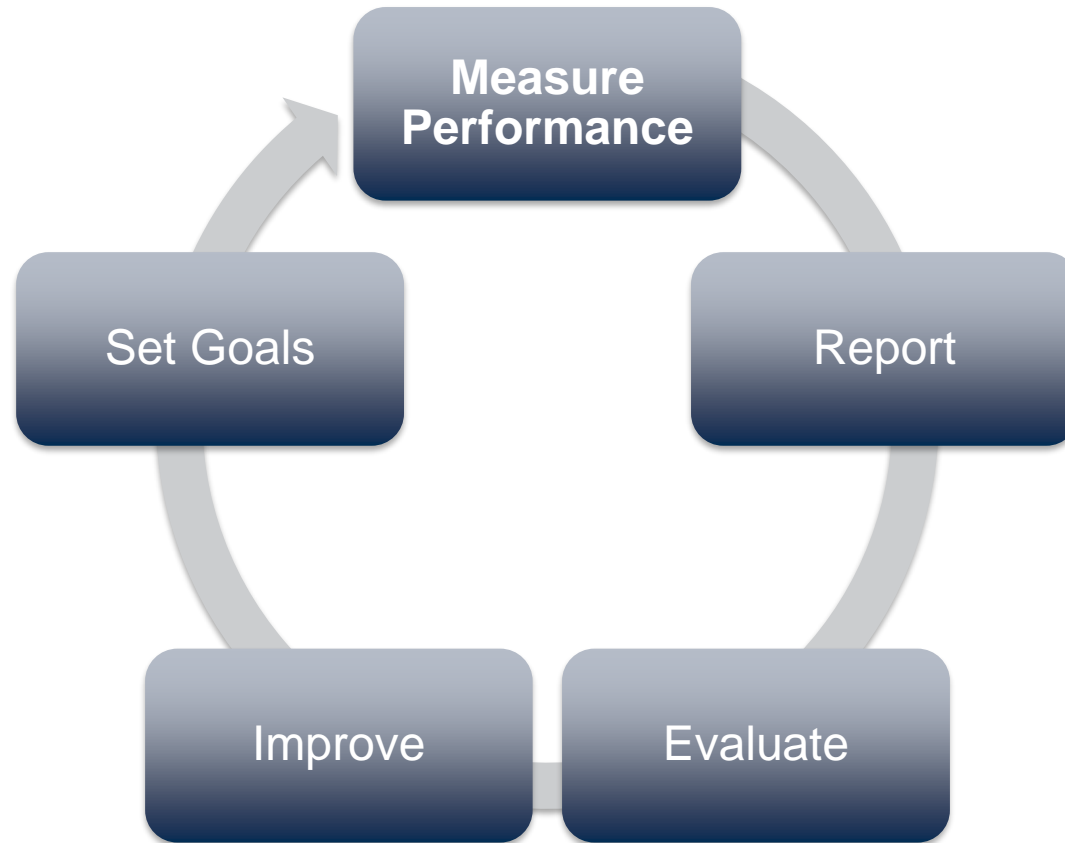 Measure
Performance
Report
Evaluate
Improve
Set Goals